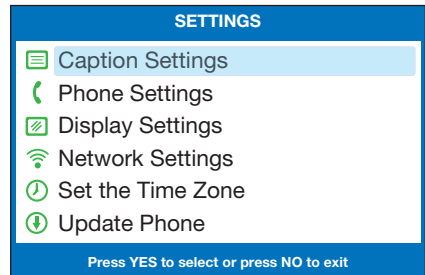 SETTINGS
Caption Settings
Phone Settings
Display Settings
Network Settings
Set the Time Zone
Update Phone
Press YES to select or press NO to exit